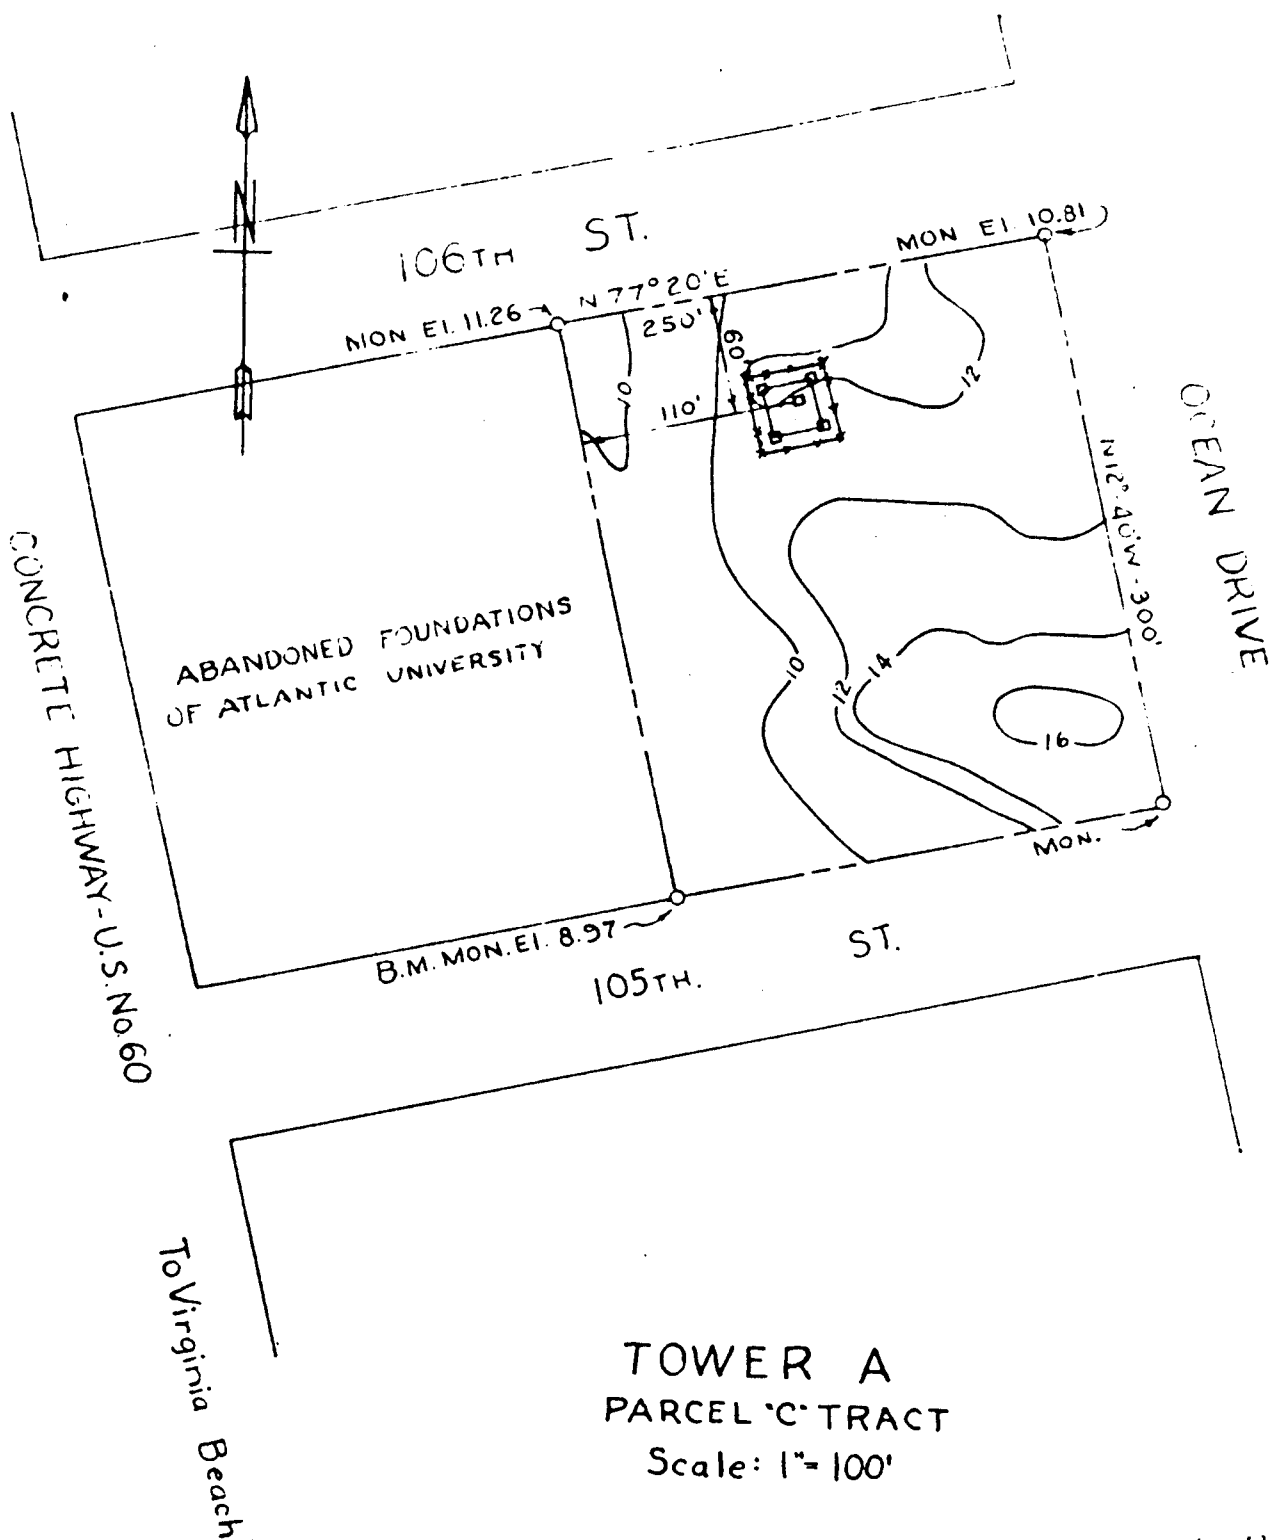 N
106TH ST.
MON El. 10.81
N 77° 20' E
250'
MON El. 11.26
60
10
110'
12
OCEAN DRIVE
N12°-40'W-300'
CONCRETE HIGHWAY-U.S. No. 60
ABANDONED FOUNDATIONS
OF ATLANTIC UNIVERSITY
10
12
14
16
MON.
B.M. MON. El. 8.97
105TH. ST.
To Virginia Beach
TOWER A
PARCEL "C" TRACT
Scale: 1"= 100'